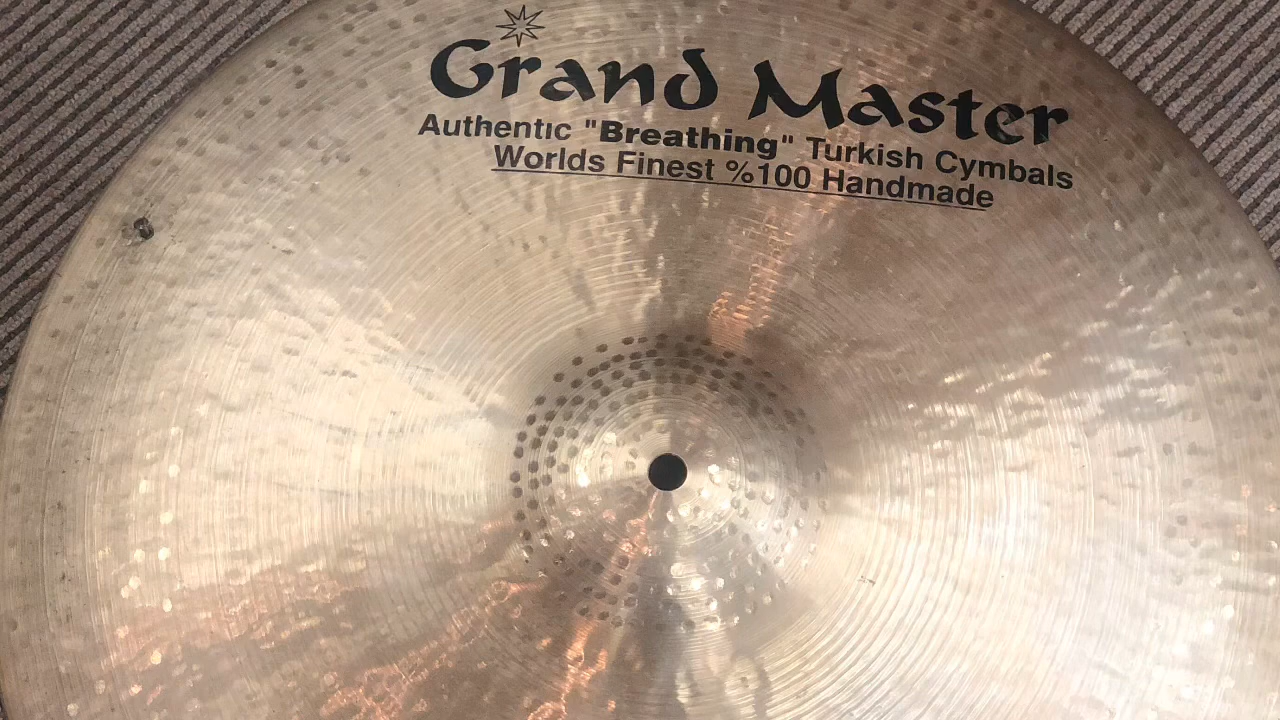 Grand Master
Authentic "Breathing" Turkish Cymbals
Worlds Finest %100 Handmade